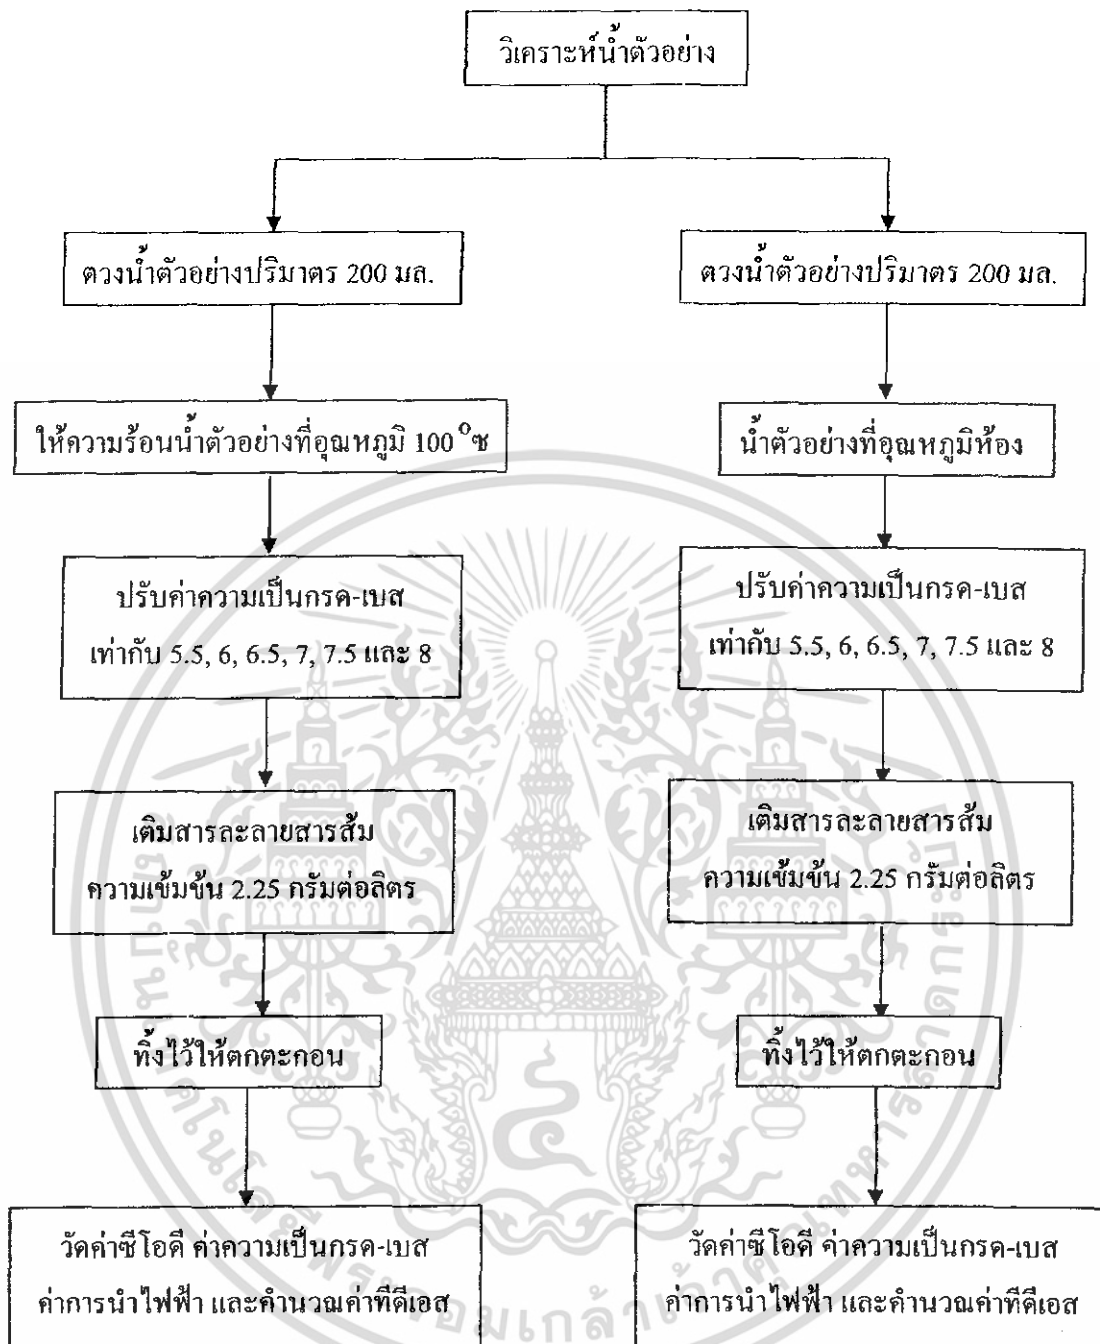 วิเคราะห์น้ำตัวอย่าง
ตวงน้ำตัวอย่างปริมาตร 200 มล.
ให้ความร้อนน้ำตัวอย่างที่อุณหภูมิ 100 °ซ
ปรับค่าความเป็นกรด-เบส
เท่ากับ 5.5, 6, 6.5, 7, 7.5 และ 8
เติมสารละลายสารส้ม
ความเข้มข้น 2.25 กรัมต่อลิตร
ทิ้งไว้ให้ตกตะกอน
วัดค่าซีโอดี ค่าความเป็นกรด-เบส
ค่าการนำไฟฟ้า และคำนวณค่าทีดีเอส
ตวงน้ำตัวอย่างปริมาตร 200 มล.
น้ำตัวอย่างที่อุณหภูมิห้อง
ปรับค่าความเป็นกรด-เบส
เท่ากับ 5.5, 6, 6.5, 7, 7.5 และ 8
เติมสารละลายสารส้ม
ความเข้มข้น 2.25 กรัมต่อลิตร
ทิ้งไว้ให้ตกตะกอน
วัดค่าซีโอดี ค่าความเป็นกรด-เบส
ค่าการนำไฟฟ้า และคำนวณค่าทีดีเอส